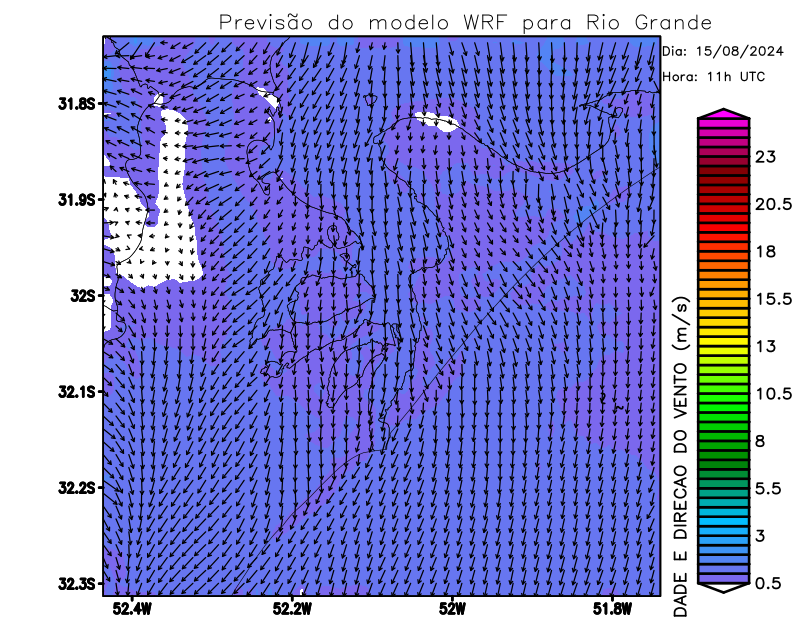 Previsão do modelo WRF para Rio Grande
Dia: 15/08/2024
Hora: 11h UTC
31.8S
31.9S
32S
32.1S
32.2S
32.3S
52.4W
52.2W
52W
51.8W
23
20.5
18
15.5
13
10.5
8
5.5
3
0.5
DADE E DIRECAO DO VENTO (m/s)